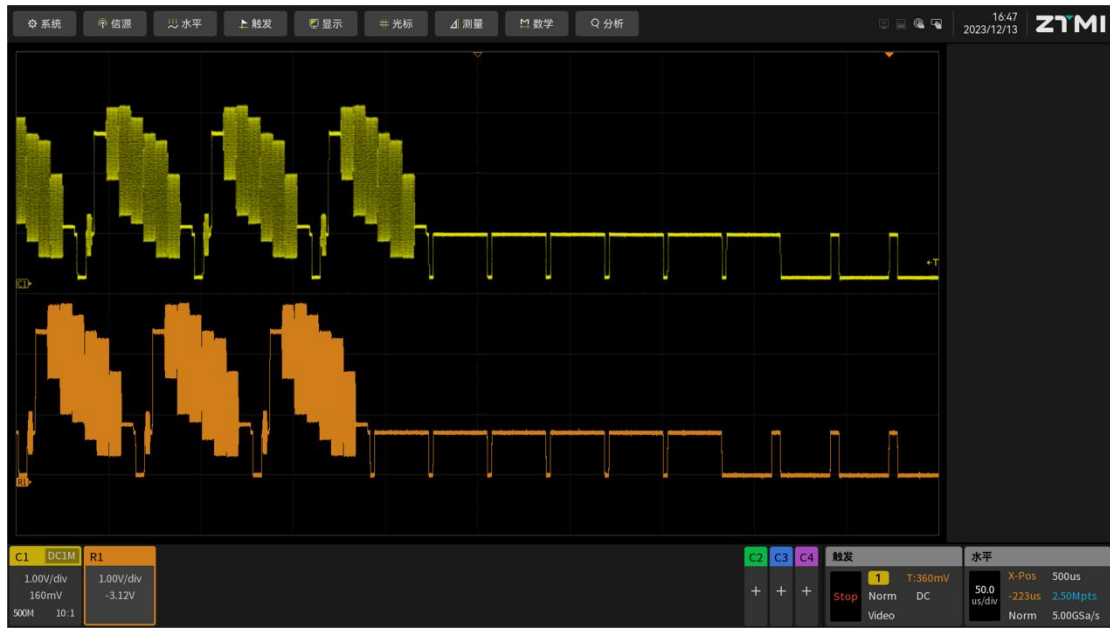 系统 信源 水平 触发 显示 光标 测量 数学 分析
16:47
2023/12/13
ZTMI
C1
T
R1
C1 DC1M
1.00V/div
160mV
500M 10:1
R1
1.00V/div
-3.12V
C2 C3 C4
+ + +
触发
Stop
1 T:360mV
Norm DC
Video
水平
50.0
us/div
X-Pos 500us
-223us 2.50Mpts
Norm 5.00GSa/s